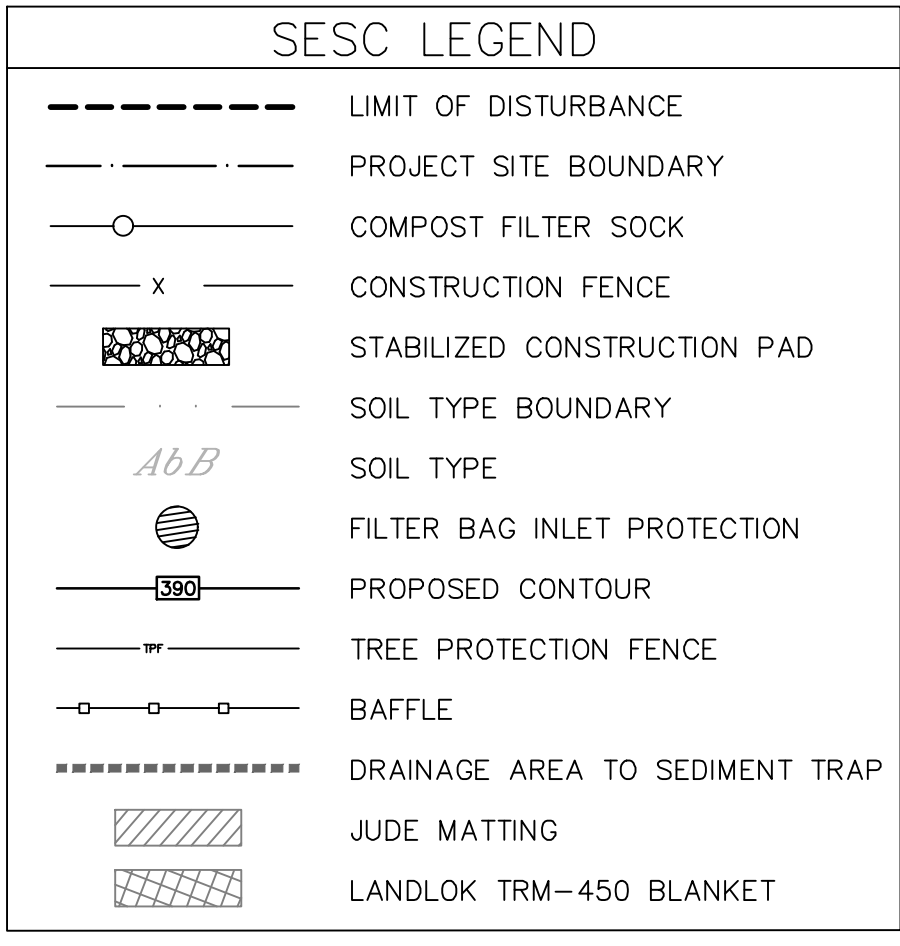 SESC LEGEND
LIMIT OF DISTURBANCE
PROJECT SITE BOUNDARY
COMPOST FILTER SOCK
X CONSTRUCTION FENCE
STABILIZED CONSTRUCTION PAD
SOIL TYPE BOUNDARY
AbB SOIL TYPE
FILTER BAG INLET PROTECTION
390 PROPOSED CONTOUR
TPF TREE PROTECTION FENCE
BAFFLE
DRAINAGE AREA TO SEDIMENT TRAP
JUDE MATTING
LANDLOK TRM-450 BLANKET